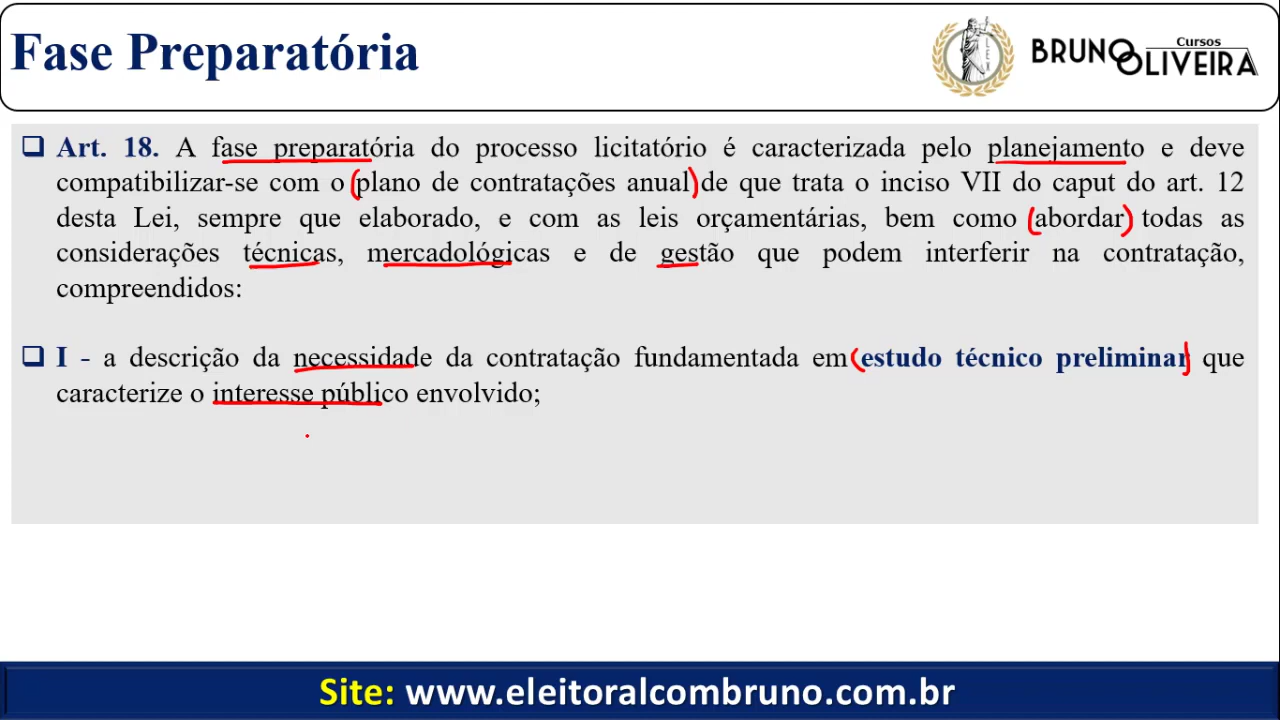 Fase Preparatória
Cursos
BRUNO
OLIVEIRA
Art. 18. A fase preparatória do processo licitatório é caracterizada pelo planejamento e deve
compatibilizar-se com o plano de contratações anual de que trata o inciso VII do caput do art. 12
desta Lei, sempre que elaborado, e com as leis orçamentárias, bem como abordar todas as
considerações técnicas, mercadológicas e de gestão que podem interferir na contratação,
compreendidos:
I - a descrição da necessidade da contratação fundamentada em estudo técnico preliminar que
caracterize o interesse público envolvido;
Site: www.eleitoralcombruno.com.br